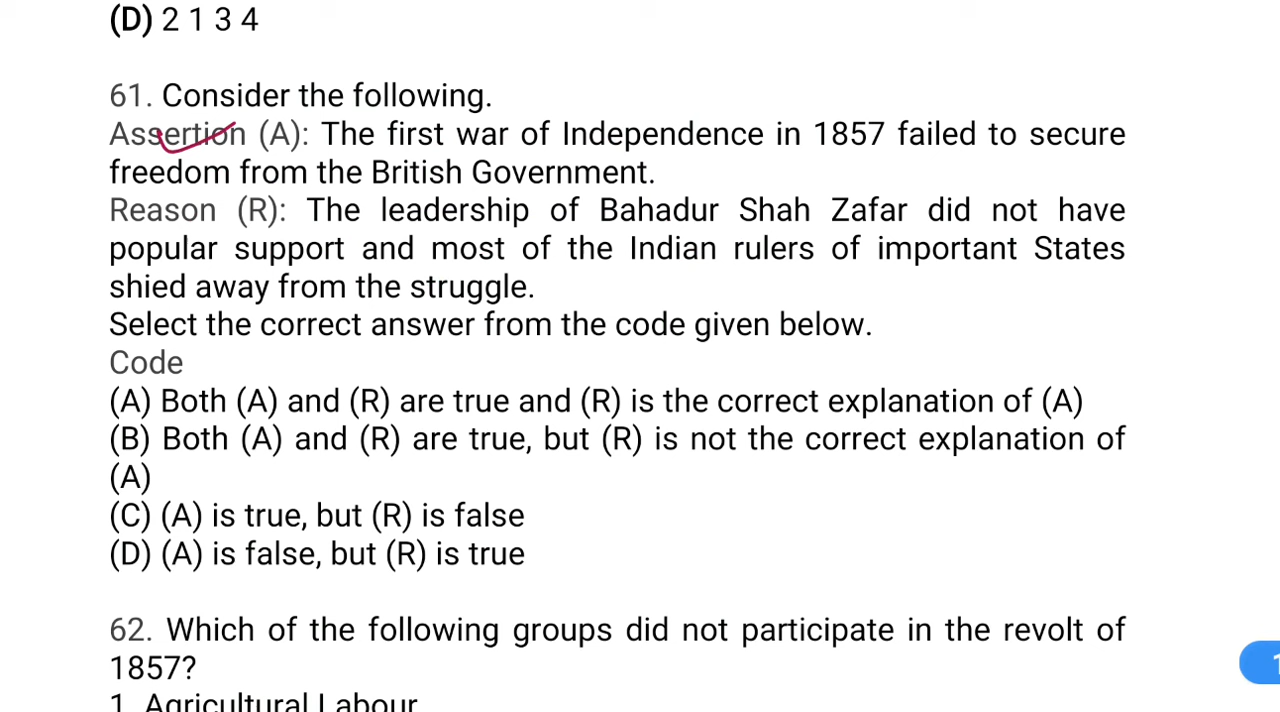 (D) 2 1 3 4
61. Consider the following.
Assertion (A): The first war of Independence in 1857 failed to secure
freedom from the British Government.
Reason (R): The leadership of Bahadur Shah Zafar did not have
popular support and most of the Indian rulers of important States
shied away from the struggle.
Select the correct answer from the code given below.
Code
(A) Both (A) and (R) are true and (R) is the correct explanation of (A)
(B) Both (A) and (R) are true, but (R) is not the correct explanation of
(A)
(C) (A) is true, but (R) is false
(D) (A) is false, but (R) is true
62. Which of the following groups did not participate in the revolt of
1857?
1. Agricultural Labour